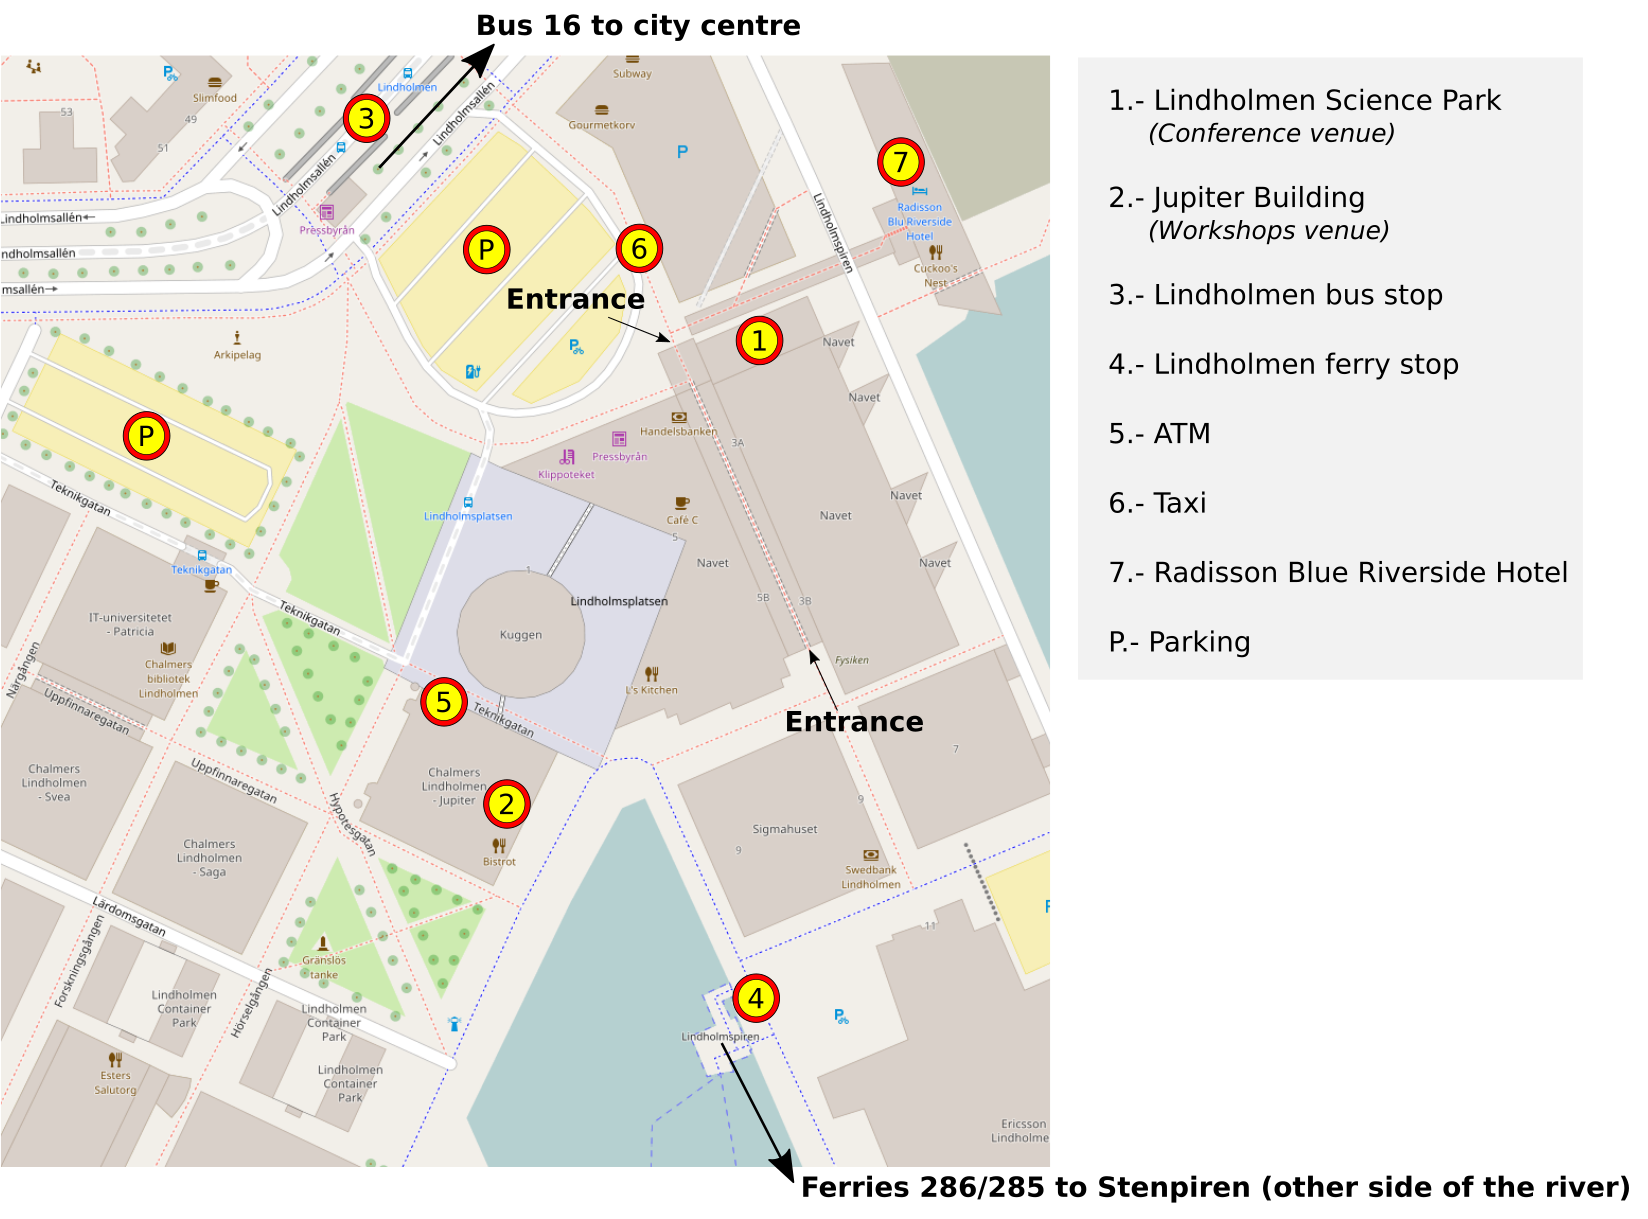 Bus 16 to city centre
Subway
Lindholmen
Slimfood
53
49
51
3
Gourmetkorv
P
Lindholmsallén
Lindholmsallén
7
Radisson
Blu Riverside
Hotel
Lindholmsallén
Pressbyrån
Lindholmspiren
ndholmsallén
msallén
P
6
Cuckoo's
Nest
Entrance
1
Navet
Arkipelag
Navet
P
Handelsbanken
3A
Pressbyrån
Klippoteket
Teknikgatan
Lindholmsplatsen
Café C
5
Navet
Navet
Navet
Navet
Teknikgatan
1
Lindholmsplatsen
5B
3B
Teknikgatan
IT-universitetet
- Patricia
Kuggen
Chalmers
bibliotek
Lindholmen
Närgången
Fysiken
L's Kitchen
Uppfinnaregatan
5
Teknikgatan
Entrance
7
Chalmers
Lindholmen
- Svea
Uppfinnaregatan
Chalmers
Lindholmen
- Jupiter
2
Hypotesgatan
9
Sigmahuset
9
Bistrot
Chalmers
Lindholmen
- Saga
Swedbank
Lindholmen
Lärdomsgatan
11
Forskningsgången
Gränslös
tanke
Hörselgången
Lindholmen
Container
Park
Lindholmen
Container
Park
4
Lindholmspiren
Lindholmen
Container
Park
Esters
Salutorg
Ericsson
Lindholme
Ferries 286/285 to Stenpiren (other side of the river)
1.- Lindholmen Science Park
(Conference venue)
2.- Jupiter Building
(Workshops venue)
3.- Lindholmen bus stop
4.- Lindholmen ferry stop
5.- ATM
6.- Taxi
7.- Radisson Blue Riverside Hotel
P.- Parking